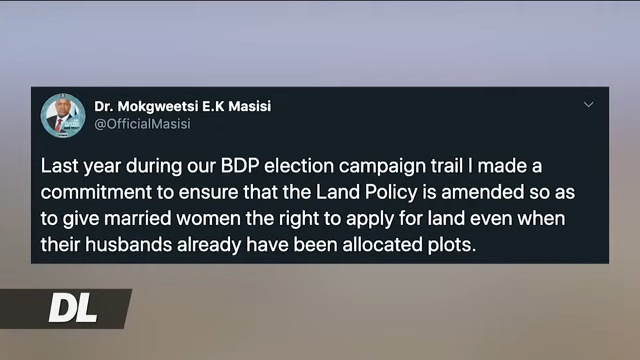 Dr. Mokgweetsi E.K Masisi
@OfficialMasisi
Last year during our BDP election campaign trail I made a
commitment to ensure that the Land Policy is amended so as
to give married women the right to apply for land even when
their husbands already have been allocated plots.
DL